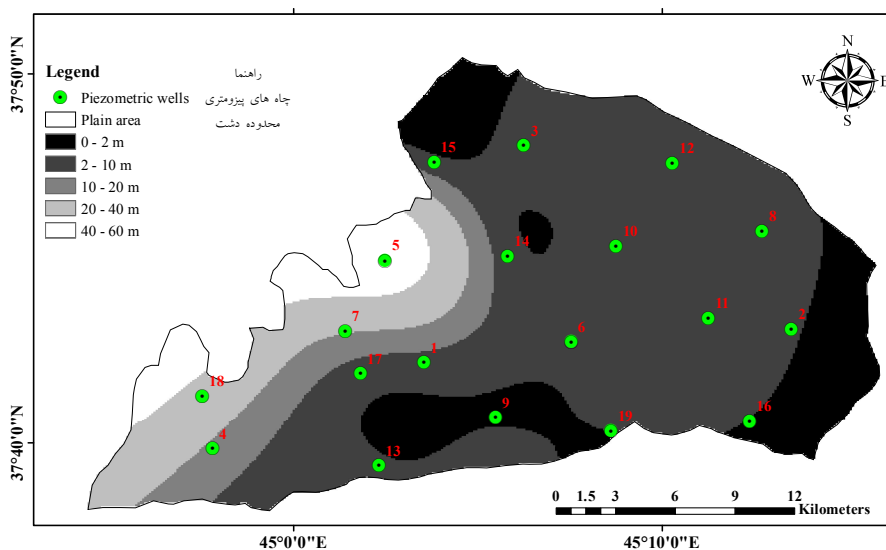 Legend
راهنما
Piezometric wells
چاه های پیزومتری
Plain area
محدوده دشت
0 - 2 m
2 - 10 m
10 - 20 m
20 - 40 m
40 - 60 m
N
W
E
S
37°50'0"N
37°40'0"N
45°0'0"E
45°10'0"E
3
15
12
8
5
14
10
11
2
7
6
1
17
18
9
16
19
4
13
0 1.5 3 6 9 12
Kilometers